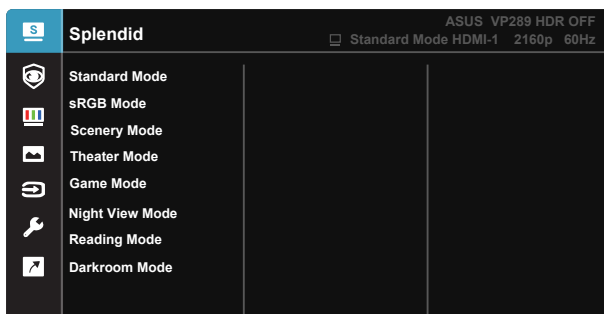 S
Splendid
ASUS VP289 HDR OFF
Standard Mode HDMI-1 2160p 60Hz
Standard Mode
sRGB Mode
Scenery Mode
Theater Mode
Game Mode
Night View Mode
Reading Mode
Darkroom Mode